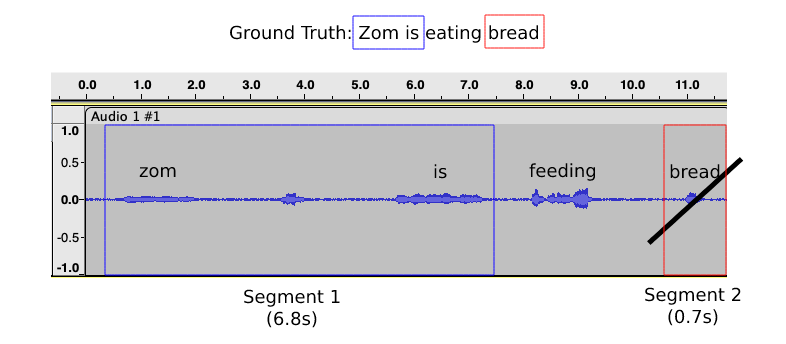 Ground Truth: Zom is eating bread
0.0 1.0 2.0 3.0 4.0 5.0 6.0 7.0 8.0 9.0 10.0 11.0
Audio 1 #1
1.0
0.5
0.0
-0.5
-1.0
zom is feeding bread
Segment 1
(6.8s)
Segment 2
(0.7s)